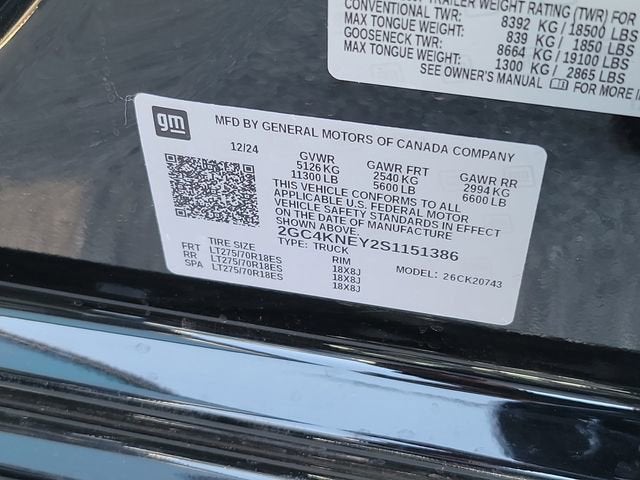 TRAILER WEIGHT RATING (TWR) FOR
CONVENTIONAL TWR: 8392 KG / 18500 LBS
MAX TONGUE WEIGHT: 839 KG / 1850 LBS
GOOSENECK TWR: 8664 KG / 19100 LBS
MAX TONGUE WEIGHT: 1300 KG / 2865 LBS
SEE OWNER'S MANUAL FOR MORE
gm
MFD BY GENERAL MOTORS OF CANADA COMPANY
12/24 GVWR GAWR FRT GAWR RR
5126 KG 2540 KG 2994 KG
11300 LB 5600 LB 6600 LB
THIS VEHICLE CONFORMS TO ALL
APPLICABLE U.S. FEDERAL MOTOR
VEHICLE SAFETY STANDARDS IN EFFECT
ON THE DATE OF MANUFACTURE
SHOWN ABOVE.
2GC4KNEY2S1151386
TYPE: TRUCK
TIRE SIZE RIM MODEL: 26CK20743
FRT LT275/70R18ES 18X8J
RR LT275/70R18ES 18X8J
SPA LT275/70R18ES 18X8J